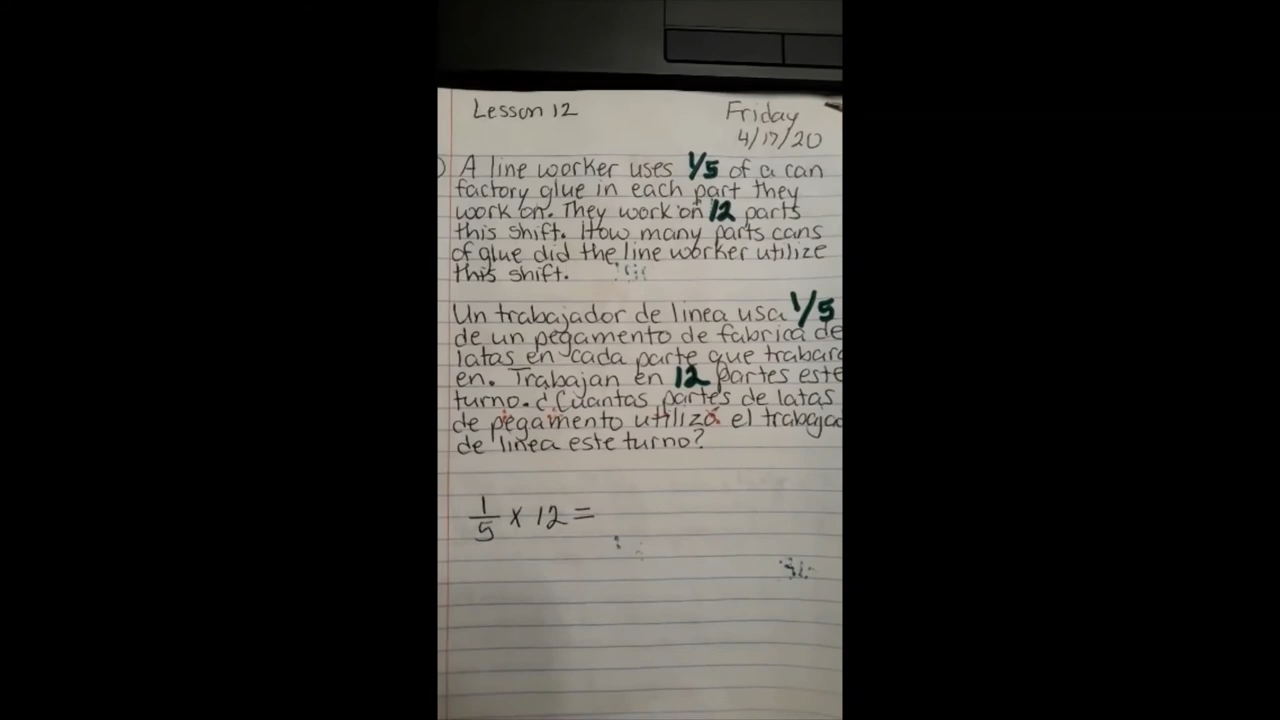 Lesson 12
Friday
4/17/20
) A line worker uses 1/5 of a can
factory glue in each part they
work on. They work on 12 parts
this shift. How many parts cans
of glue did the line worker utilize
this shift.
Un trabajador de linea usa 1/5
de un pegamento de fabrica de
latas en cada parte que trabaro
en. Trabajan en 12 partes este
turno. ¿Cuantas partes de latas
de pegamento utilizó el trabajad
de linea este turno?
1/5 x 12 =